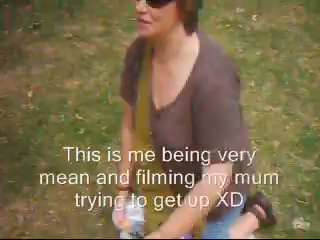 This is me being very
mean and filming my mum
trying to get up XD